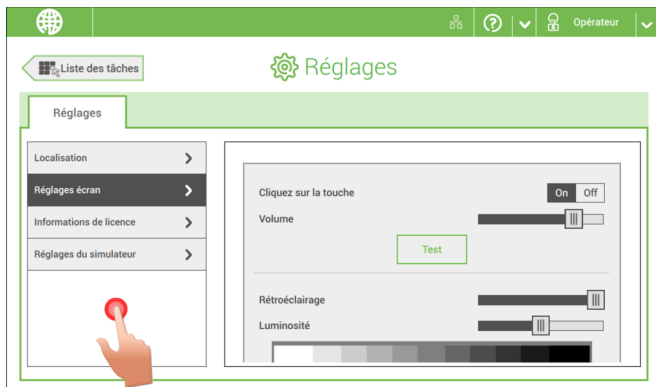 Opérateur
Liste des tâches
Réglages
Réglages
Localisation
Réglages écran
Informations de licence
Réglages du simulateur
Cliquez sur la touche
On Off
Volume
Test
Rétroéclairage
Luminosité